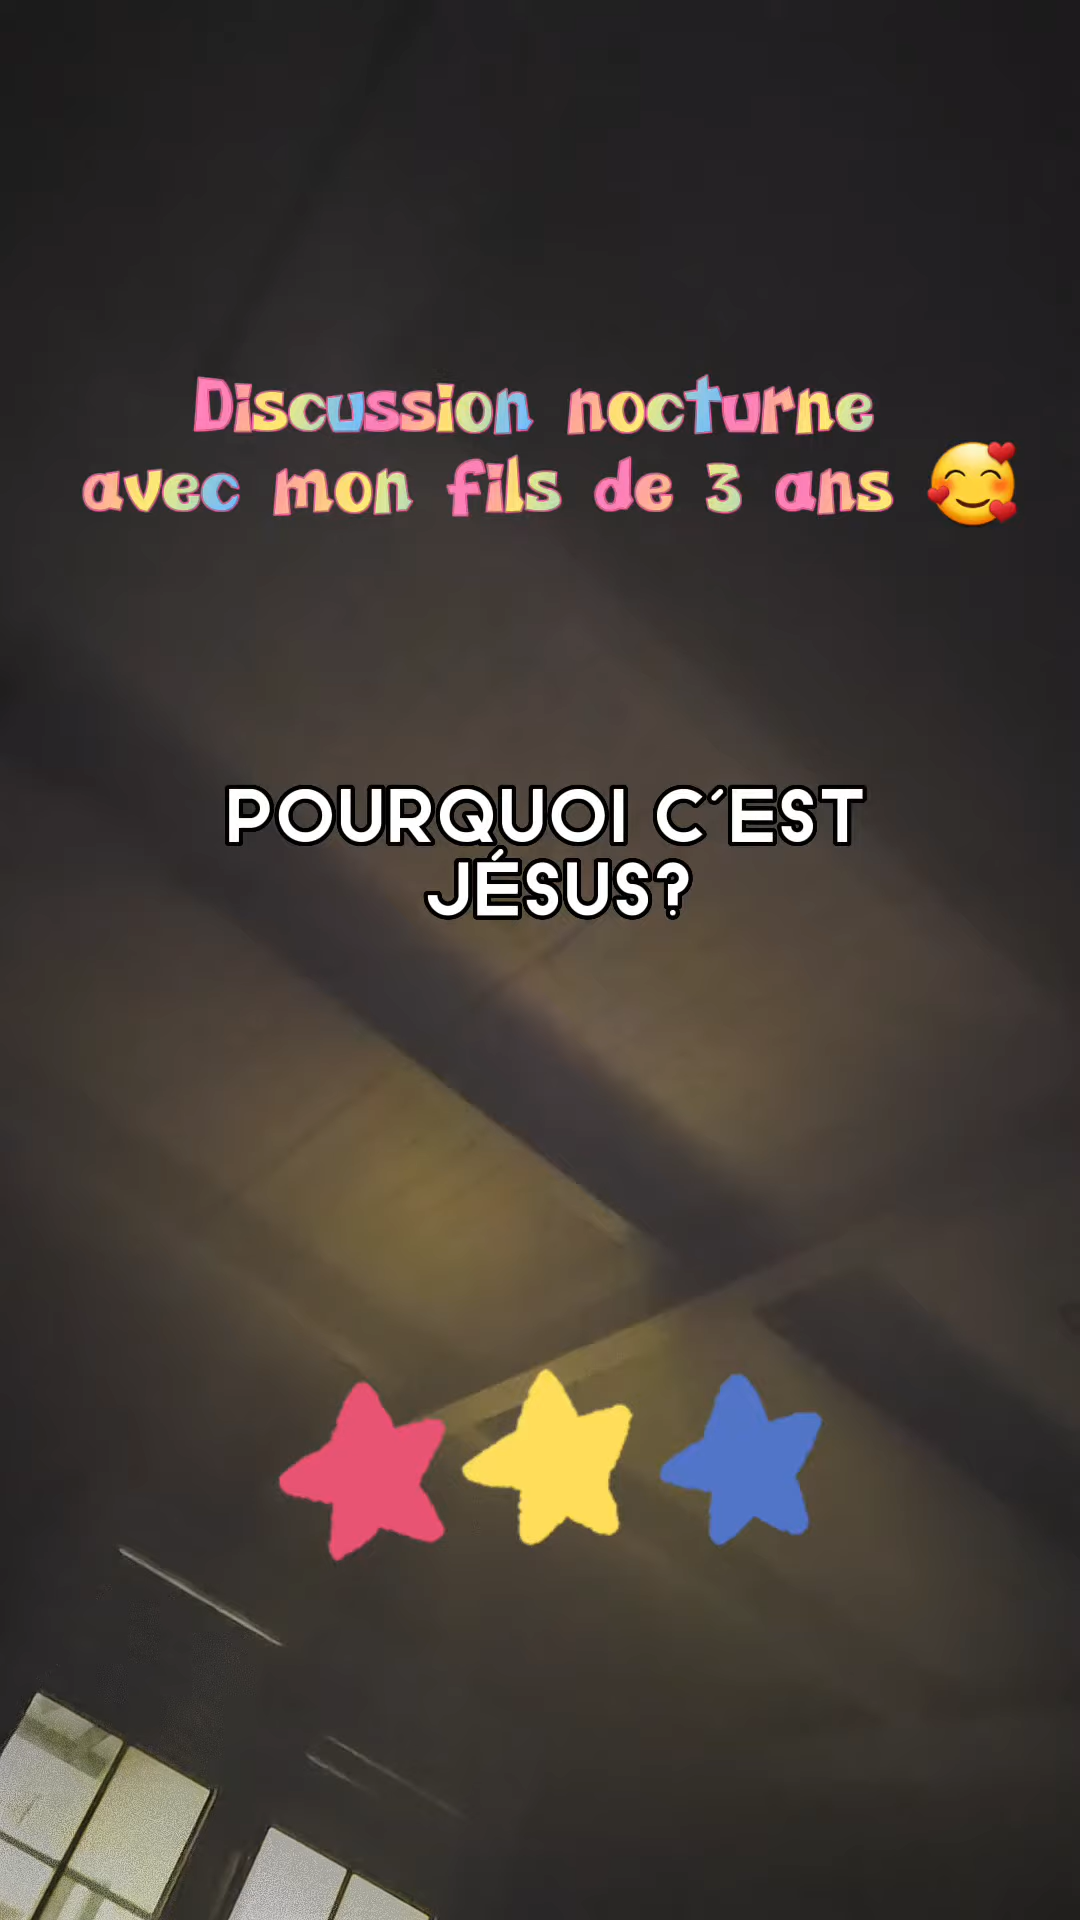 Discussion nocturne
avec mon fils de 3 ans 🥰
POURQUOI C'EST
JÉSUS?